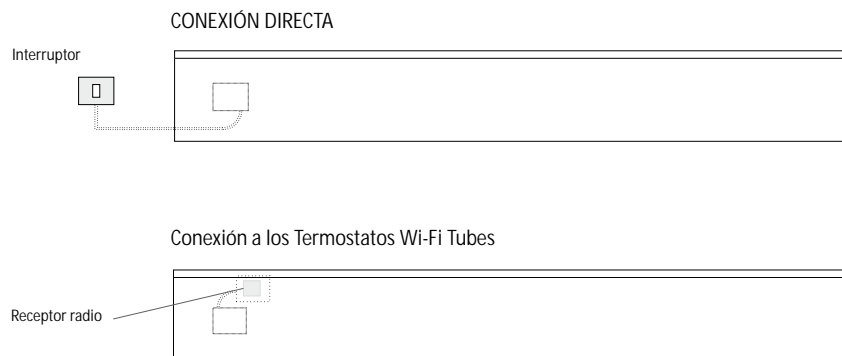 CONEXIÓN DIRECTA
Interruptor
Conexión a los Termostatos Wi-Fi Tubes
Receptor radio